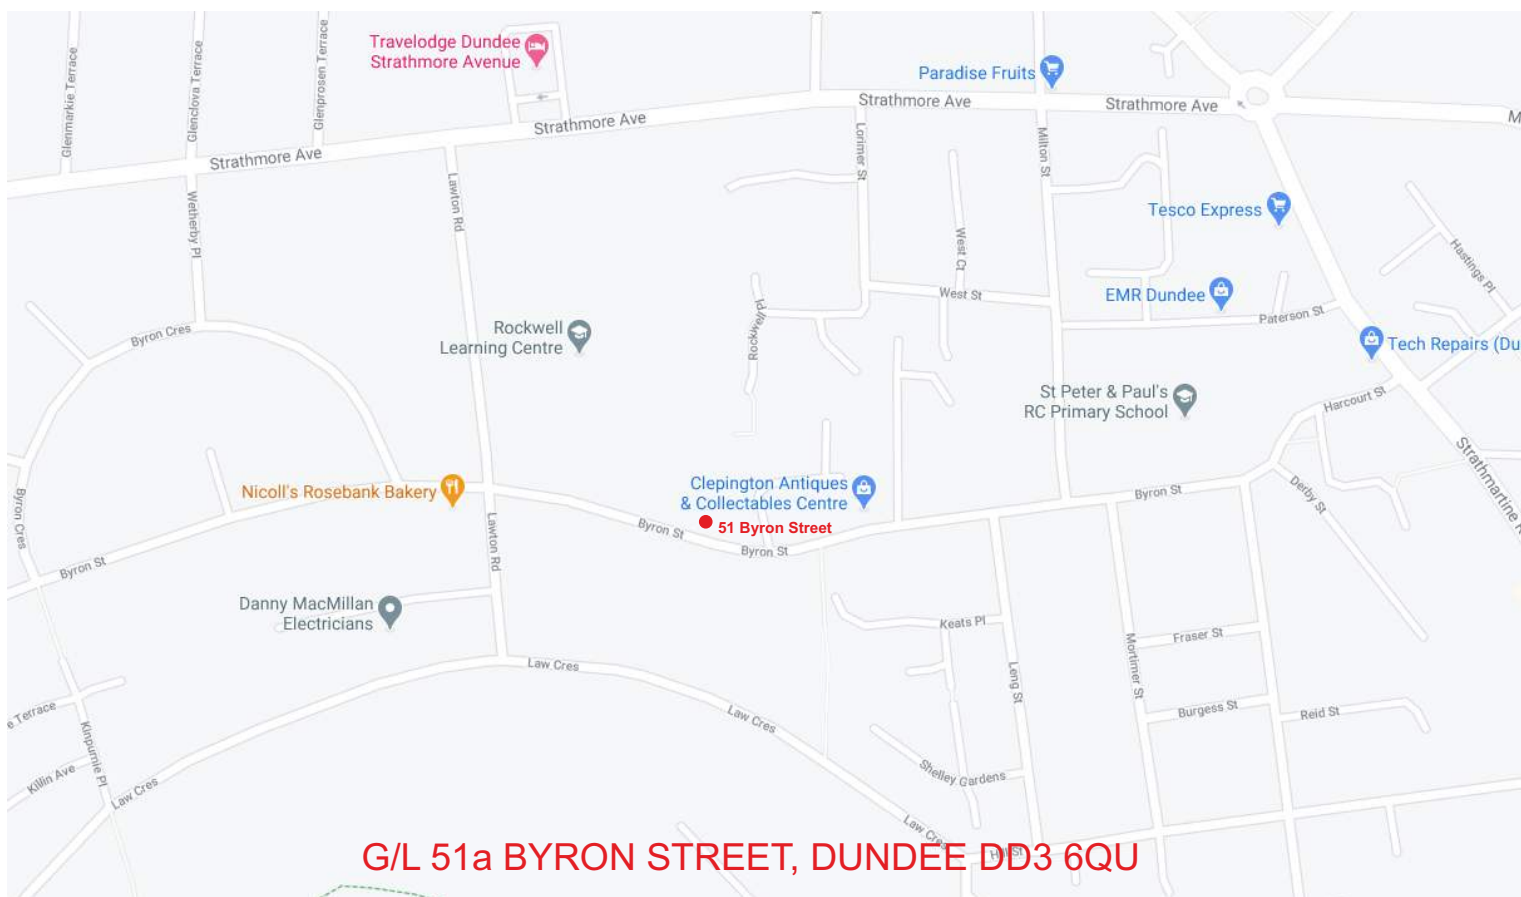 Travelodge Dundee
Strathmore Avenue
Paradise Fruits
Strathmore Ave
Strathmore Ave
Strathmore Ave
Strathmore Ave
Glenmarkie Terrace
Glenclova Terrace
Glenprosen Terrace
Lorimer St
Milton St
Wetherby Pl
Lawton Rd
Tesco Express
West Ct
Hastings Pl
West St
EMR Dundee
Paterson St
Byron Cres
Rockwell
Learning Centre
Rockwell Pl
Tech Repairs (Du
St Peter & Paul's
RC Primary School
Harcourt St
Strathmartine R
Nicoll's Rosebank Bakery
Clepington Antiques
& Collectables Centre
51 Byron Street
Byron St
Byron St
Byron St
Byron St
Derby St
Byron Cres
Lawton Rd
Danny MacMillan
Electricians
Keats Pl
Fraser St
Mortimer St
Leng St
Law Cres
Law Cres
Burgess St
Reid St
e Terrace
Kinpurnie Pl
Killin Ave
Law Cres
Shelley Gardens
Law Cres
Hill St
G/L 51a BYRON STREET, DUNDEE DD3 6QU